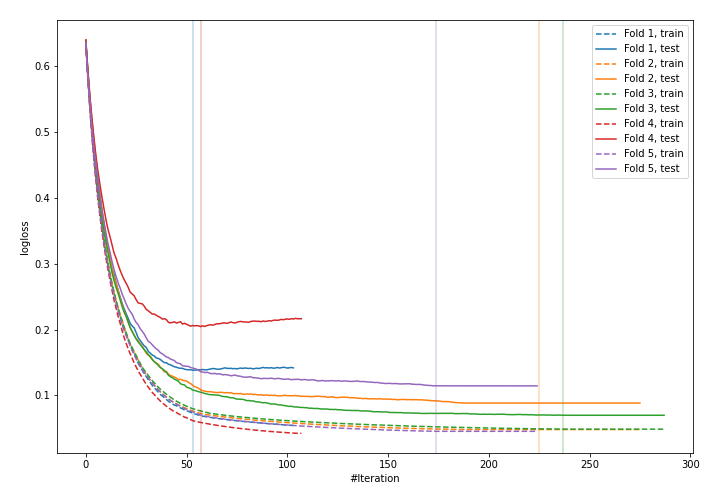 Fold 1, train
Fold 1, test
Fold 2, train
Fold 2, test
Fold 3, train
Fold 3, test
Fold 4, train
Fold 4, test
Fold 5, train
Fold 5, test
0.6
0.5
0.4
0.3
0.2
0.1
logloss
0 50 100 150 200 250 300
#Iteration